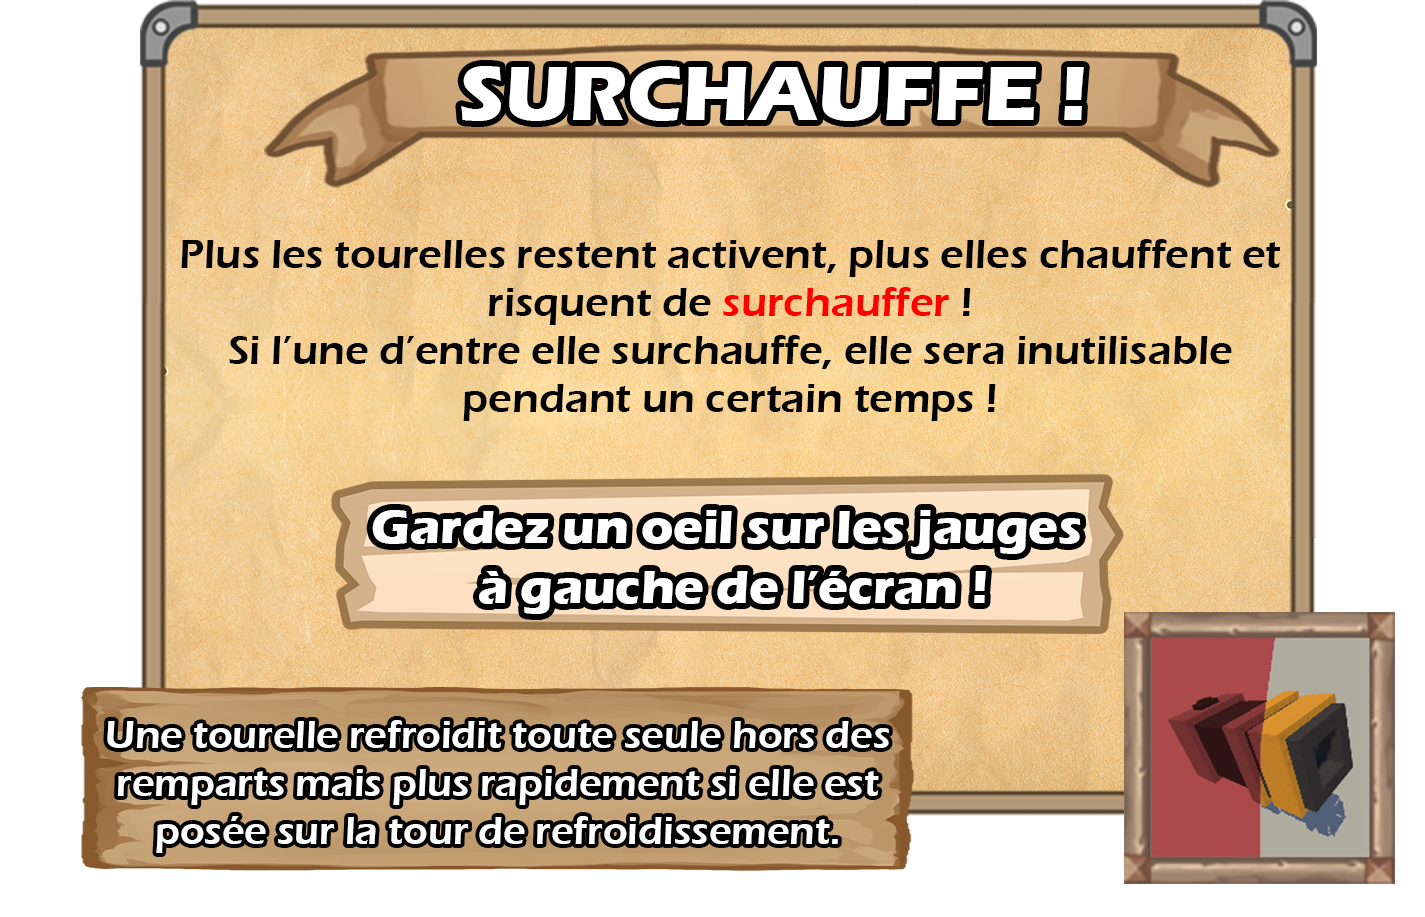 SURCHAUFFE !
Plus les tourelles restent activent, plus elles chauffent et
risquent de surchauffer !
Si l’une d’entre elle surchauffe, elle sera inutilisable
pendant un certain temps !
Gardez un oeil sur les jauges
à gauche de l’écran !
Une tourelle refroidit toute seule hors des
remparts mais plus rapidement si elle est
posée sur la tour de refroidissement.